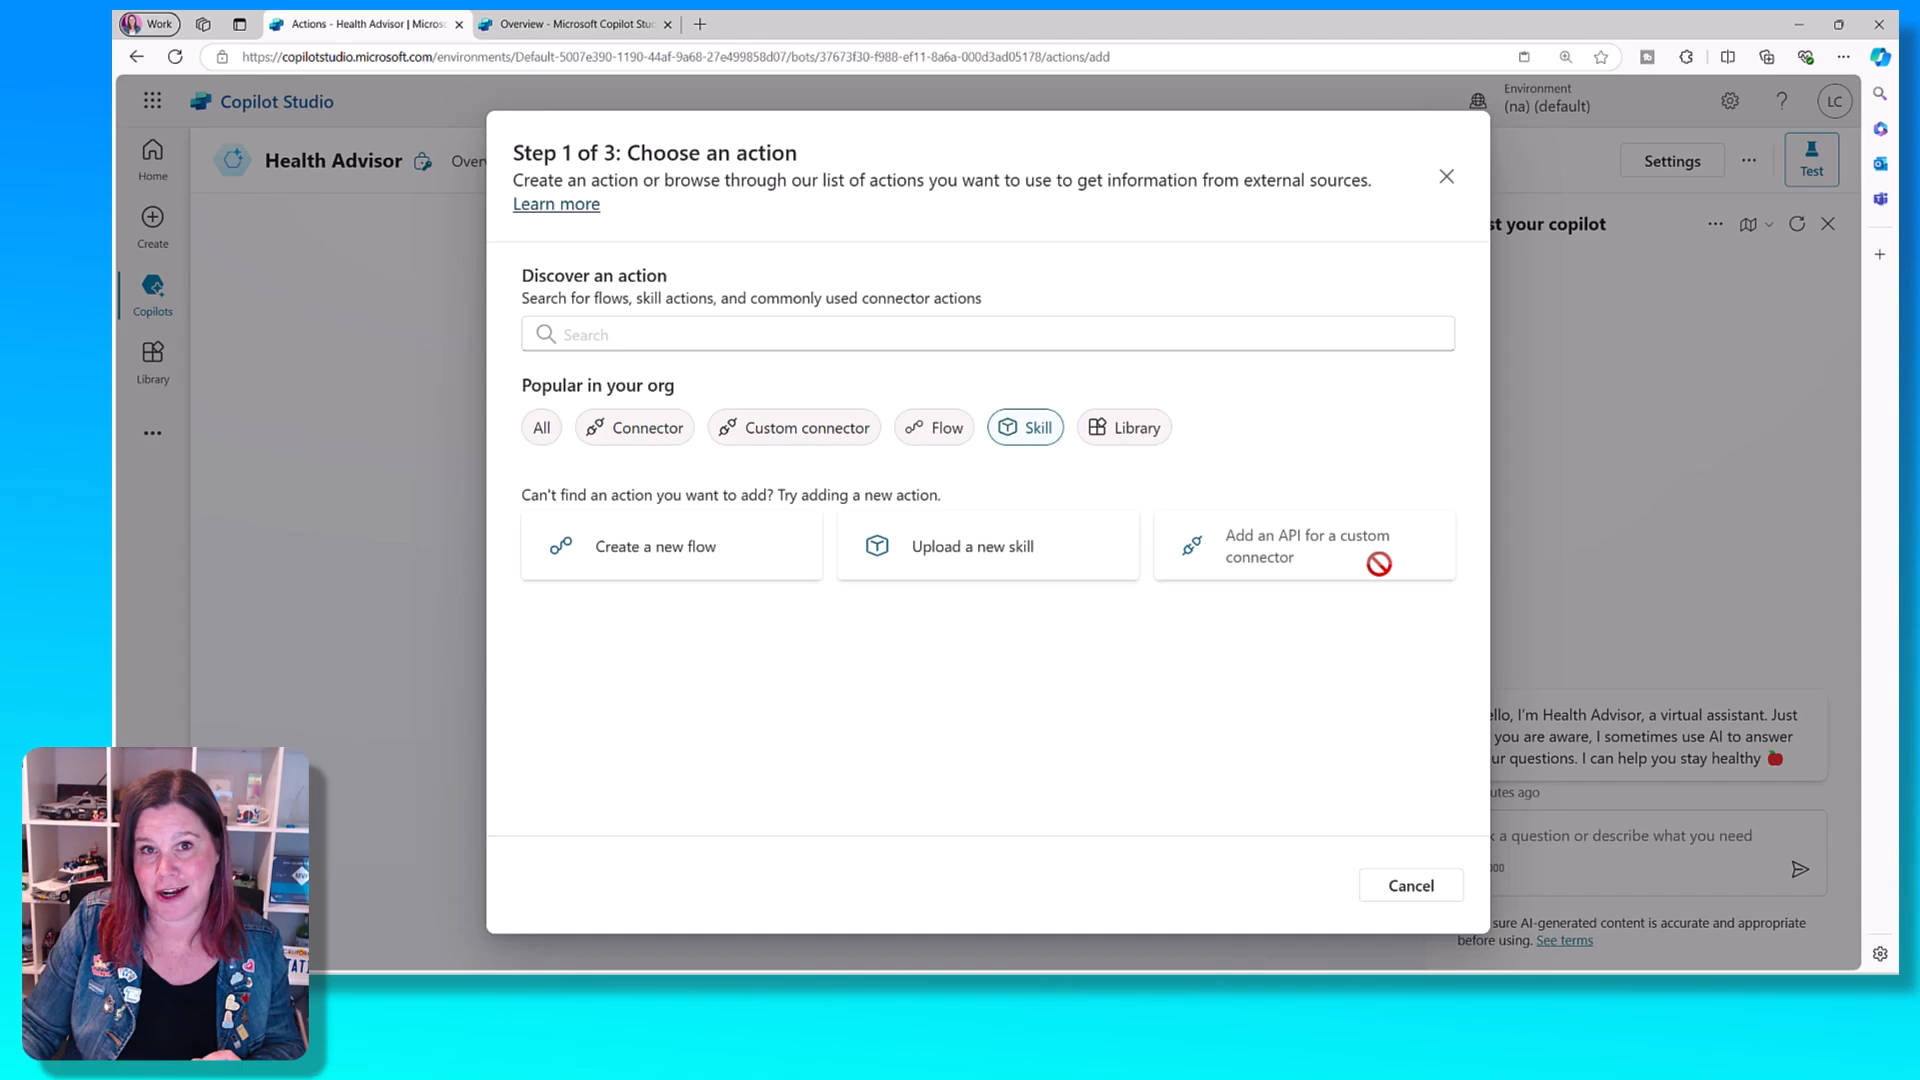 Work
Actions - Health Advisor | Micros
Overview - Microsoft Copilot Stu
https://copilotstudio.microsoft.com/environments/Default-5007e390-1190-44af-9a68-27e499858d07/bots/37673f30-f988-ef11-8a6a-000d3ad05178/actions/add
Copilot Studio
Environment
(na) (default)
LC
Home
Create
Copilots
Library
Health Advisor
Over
Settings
Test
st your copilot
Step 1 of 3: Choose an action
Create an action or browse through our list of actions you want to use to get information from external sources.
Learn more
Discover an action
Search for flows, skill actions, and commonly used connector actions
Search
Popular in your org
All
Connector
Custom connector
Flow
Skill
Library
Can't find an action you want to add? Try adding a new action.
Create a new flow
Upload a new skill
Add an API for a custom
connector
Cancel
ello, I'm Health Advisor, a virtual assistant. Just
you are aware, I sometimes use AI to answer
ur questions. I can help you stay healthy
utes ago
k a question or describe what you need
000
sure AI-generated content is accurate and appropriate
before using. See terms